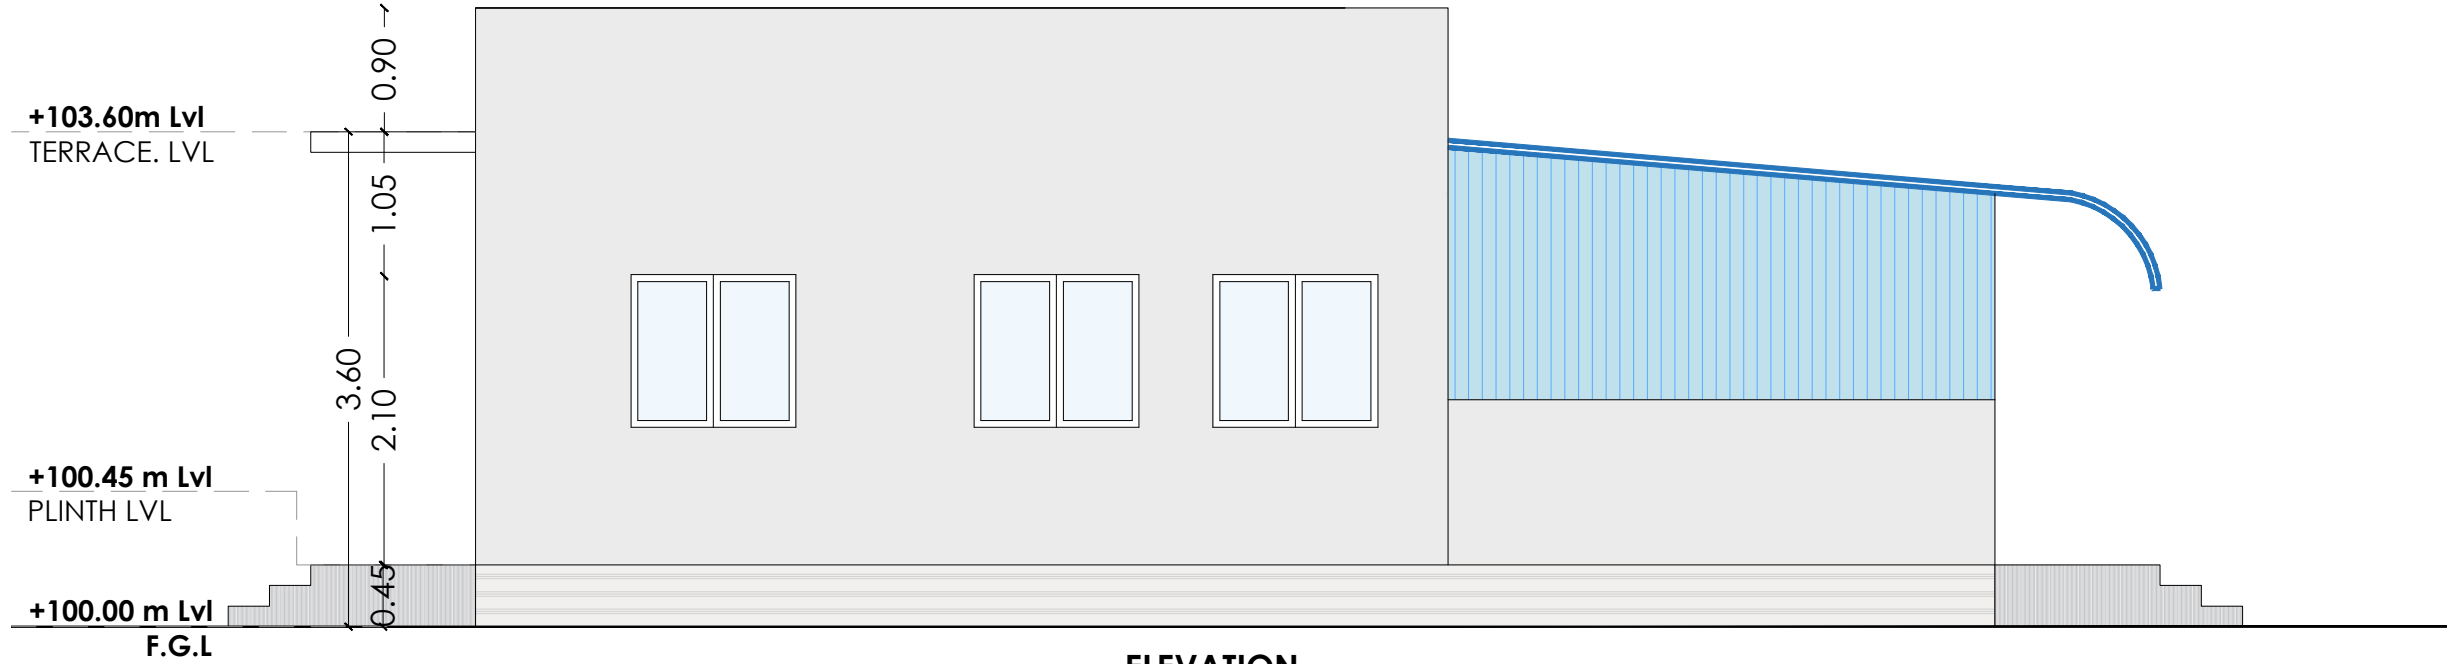 0.90
+103.60m Lvl
TERRACE. LVL
1.05
3.60
2.10
+100.45 m Lvl
PLINTH LVL
0.45
+100.00 m Lvl
F.G.L
ELEVATION